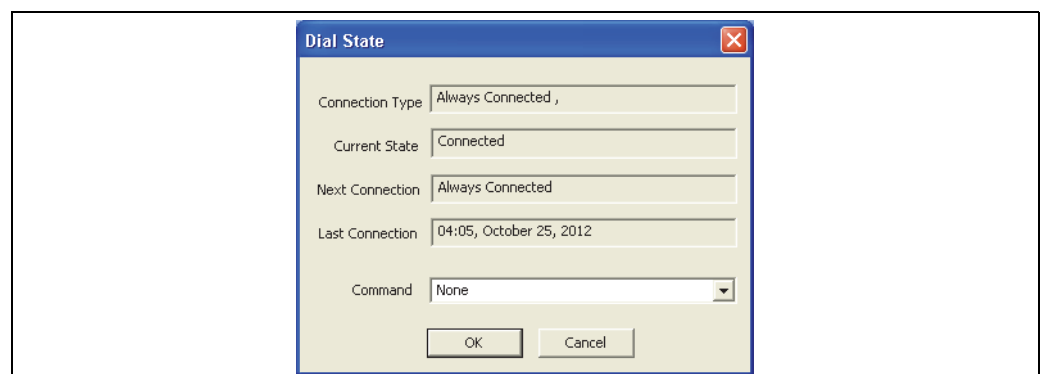 Dial State
Connection Type Always Connected ,
Current State Connected
Next Connection Always Connected
Last Connection 04:05, October 25, 2012
Command None
OK Cancel